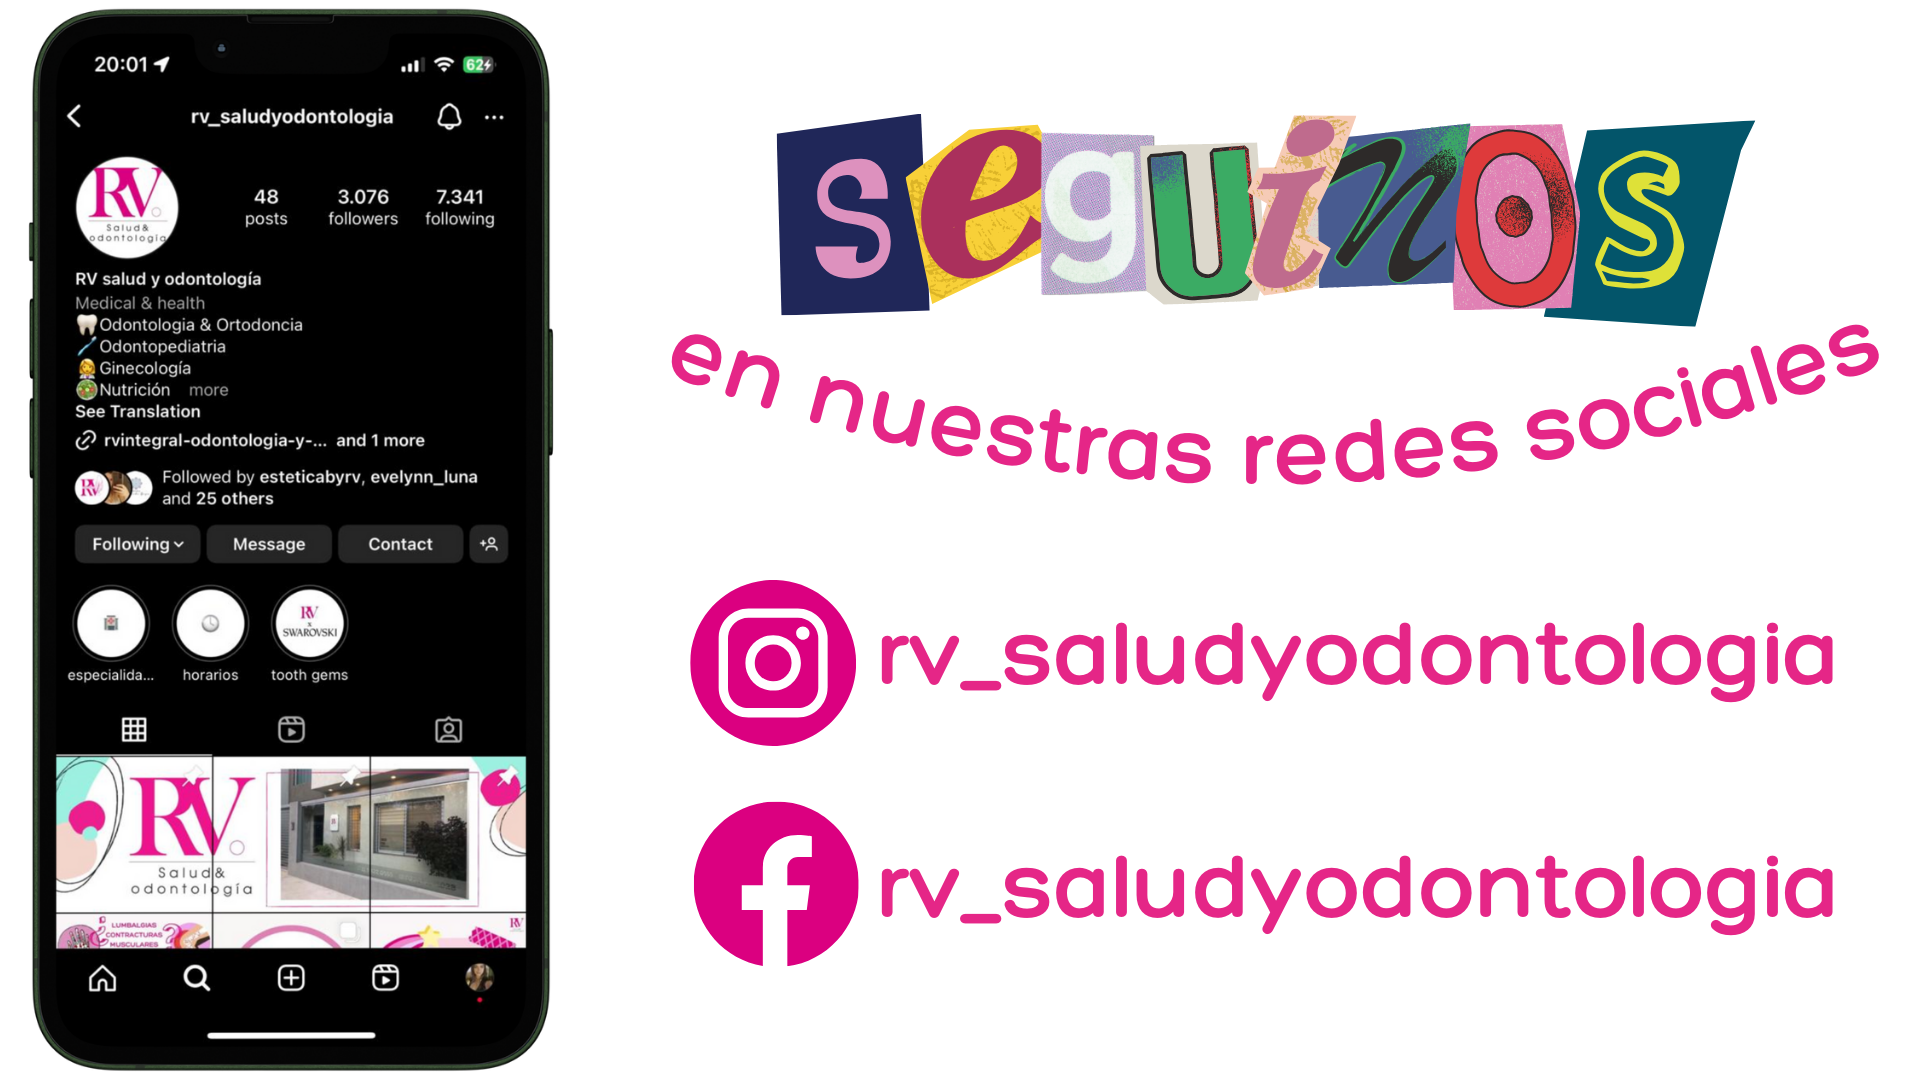 20:01
62
rv_saludyodontologia
RV.
Salud&
odontologia
48
posts
3.076
followers
7.341
following
RV salud y odontología
Medical & health
Odontologia & Ortodoncia
Odontopediatria
Ginecología
Nutrición more
See Translation
rvintegral-odontologia-y-... and 1 more
RV
Followed by esteticabyrv, evelynn_luna
and 25 others
Following
Message
Contact
RV
x
SWAROVSKI
especialida...
horarios
tooth gems
RV.
Salud&
odontología
LUMBALGIAS
CONTRACTURAS
MUSCULARES
RV
seguinos
en nuestras redes sociales
rv_saludyodontologia
rv_saludyodontologia